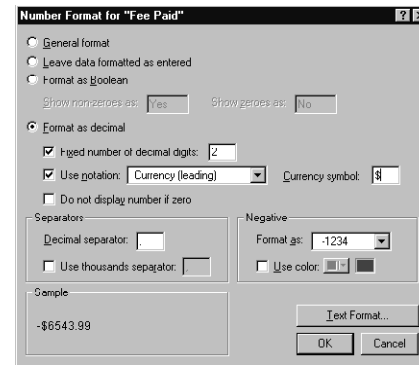 Number Format for "Fee Paid"
General format
Leave data formatted as entered
Format as Boolean
Show non-zeroes as: Yes Show zeroes as: No
Format as decimal
Fixed number of decimal digits: 2
Use notation: Currency (leading) Currency symbol: $
Do not display number if zero
Separators
Decimal separator: .
Use thousands separator: ,
Negative
Format as: -1234
Use color:
Sample
-$6543.99
Text Format...
OK Cancel